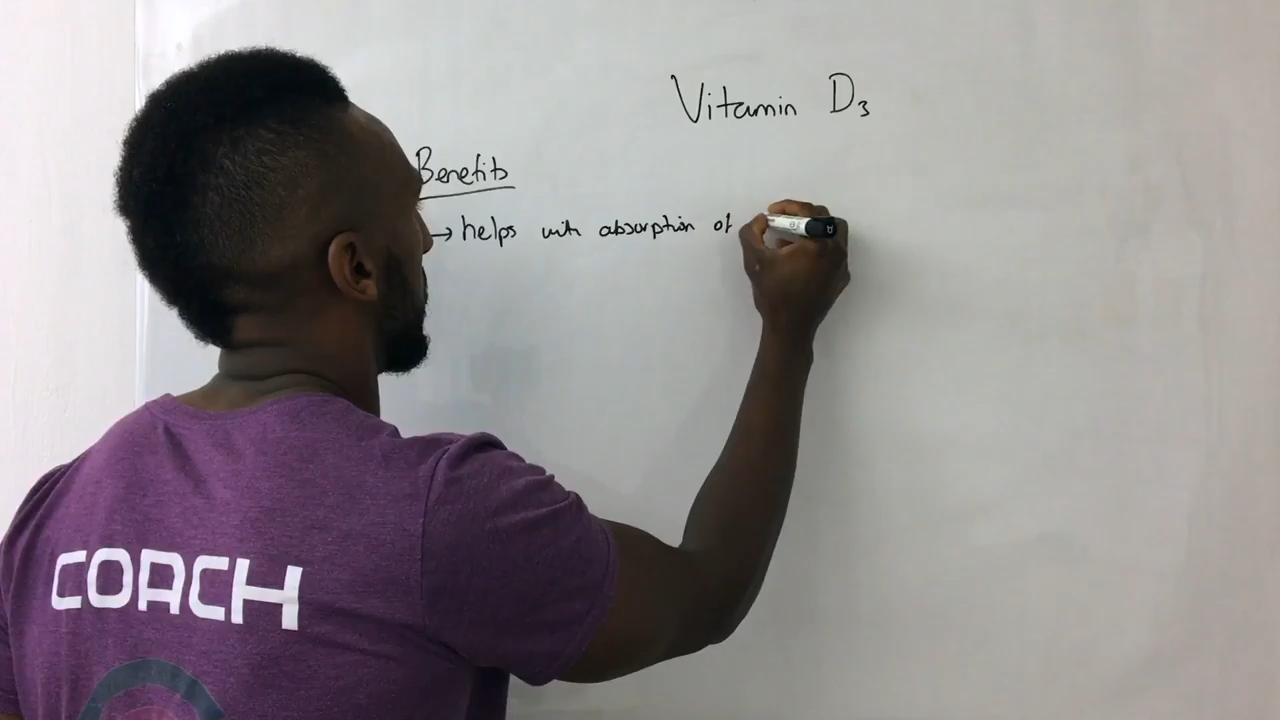 Vitamin D3
Benefits
→ helps with absorption of
COACH